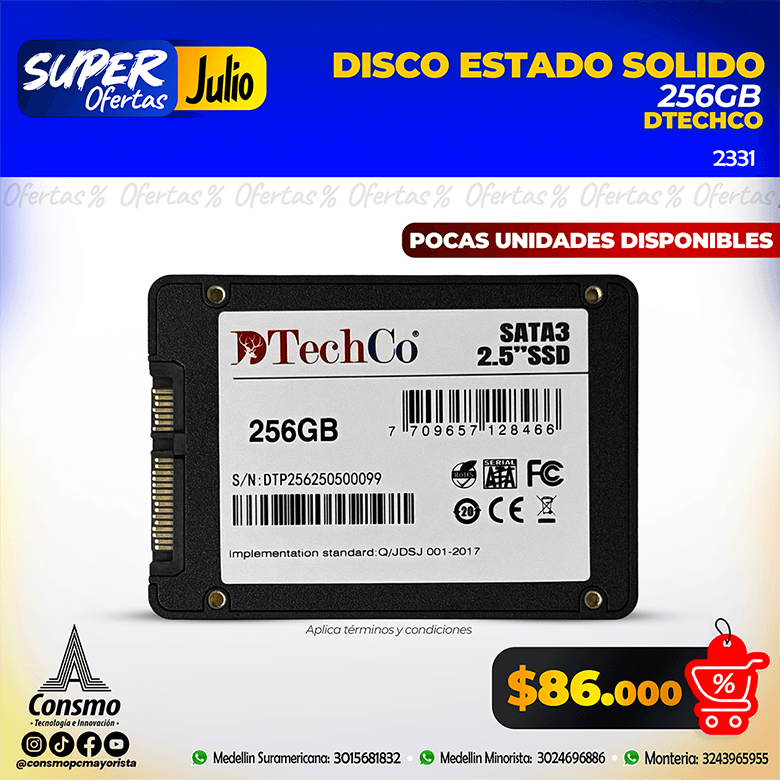 SUPER
Ofertas
Julio
DISCO ESTADO SOLIDO
256GB
DTECHCO
2331
Ofertas% Ofertas% Ofertas% Ofertas% Ofertas% Ofertas% Ofertas%
POCAS UNIDADES DISPONIBLES
DTechCo®
SATA3
2.5”SSD
256GB
7 709657 128466
S/N:DTP256250500099
RoHS
SERIAL
ATA
FC
20
CE
Implementation standard:Q/JDSJ 001-2017
Aplica términos y condiciones
$86.000
%
Consmo
- Tecnología e Innovación -
@consmopcmayorista
Medellin Suramericana: 3015681832 • Medellin Minorista: 3024696886 • Monteria: 3243965955